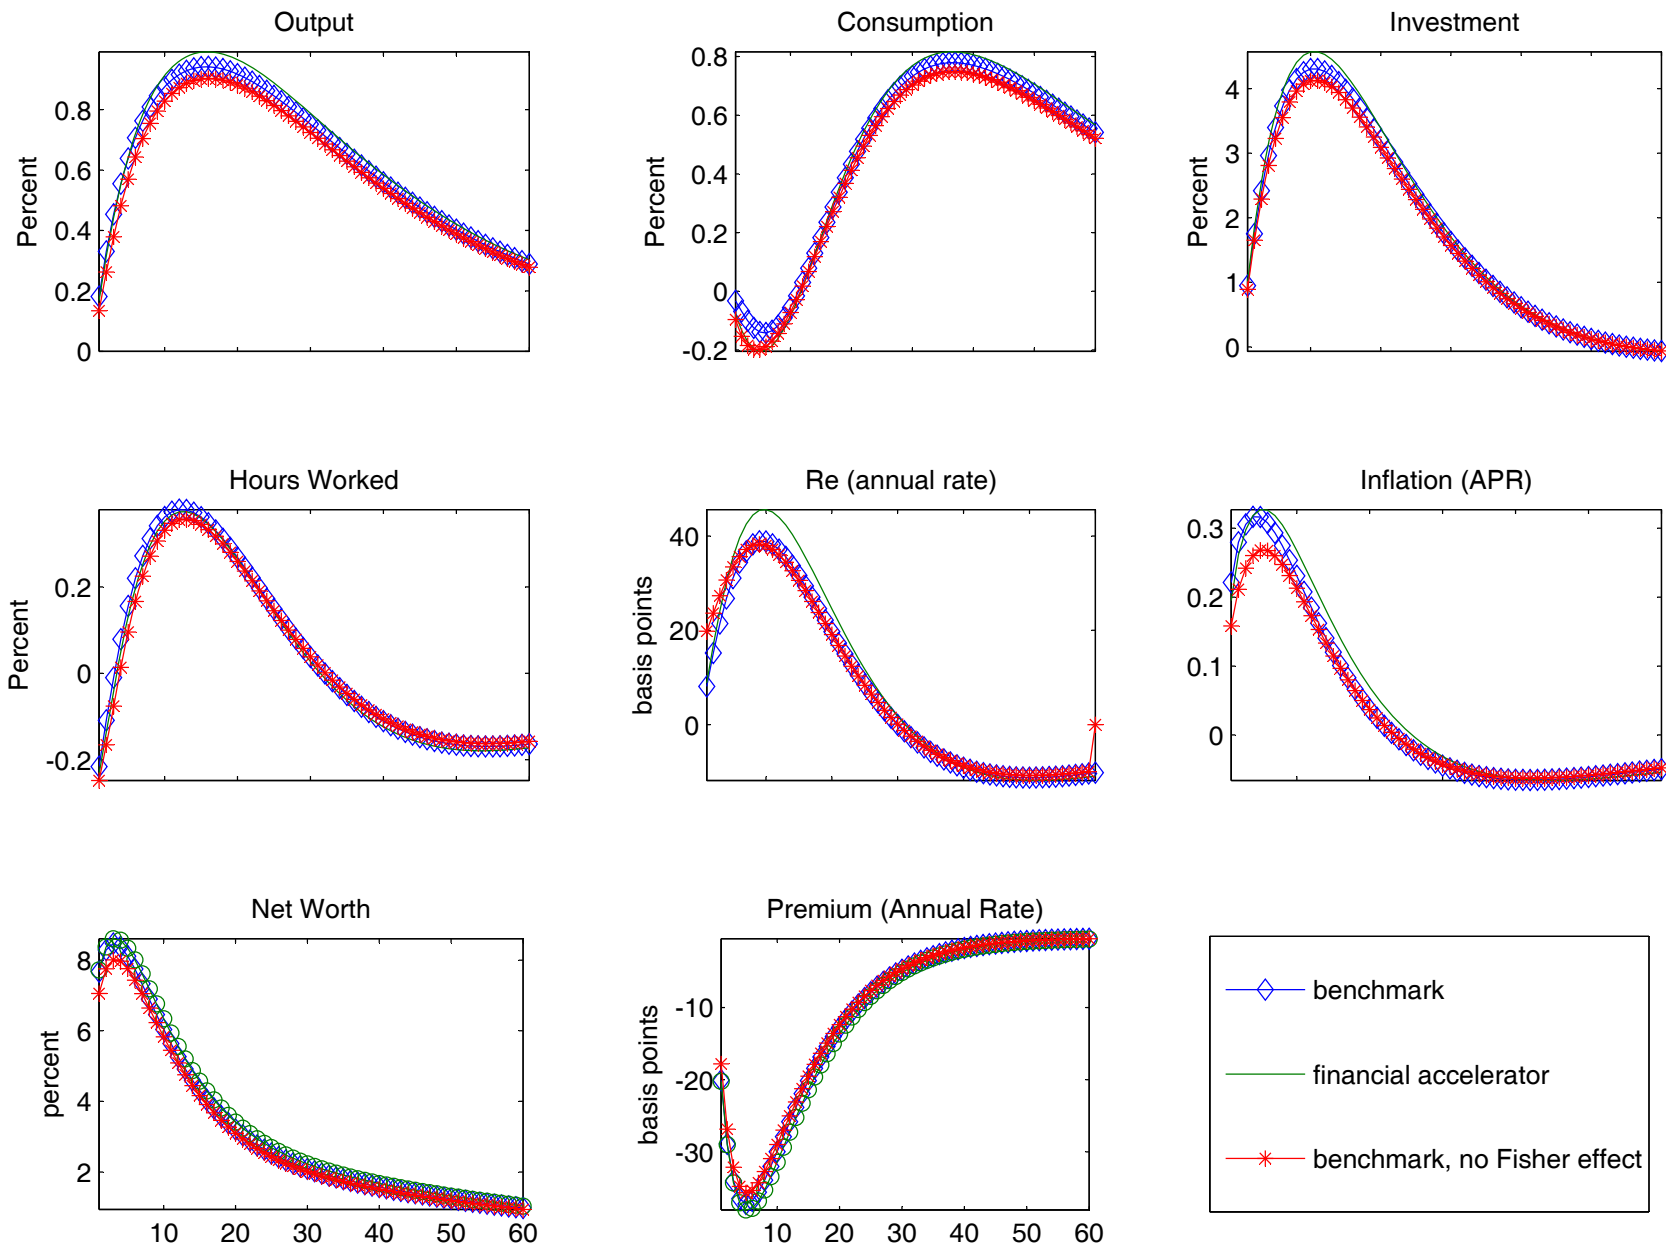 Output
Consumption
Investment
Percent
0.8
0.6
0.4
0.2
0
Percent
0.8
0.6
0.4
0.2
0
-0.2
Percent
4
3
2
1
0
Hours Worked
Re (annual rate)
Inflation (APR)
Percent
0.2
0
-0.2
basis points
40
20
0
0.3
0.2
0.1
0
Net Worth
Premium (Annual Rate)
percent
8
6
4
2
10 20 30 40 50 60
basis points
-10
-20
-30
10 20 30 40 50 60
benchmark
financial accelerator
benchmark, no Fisher effect